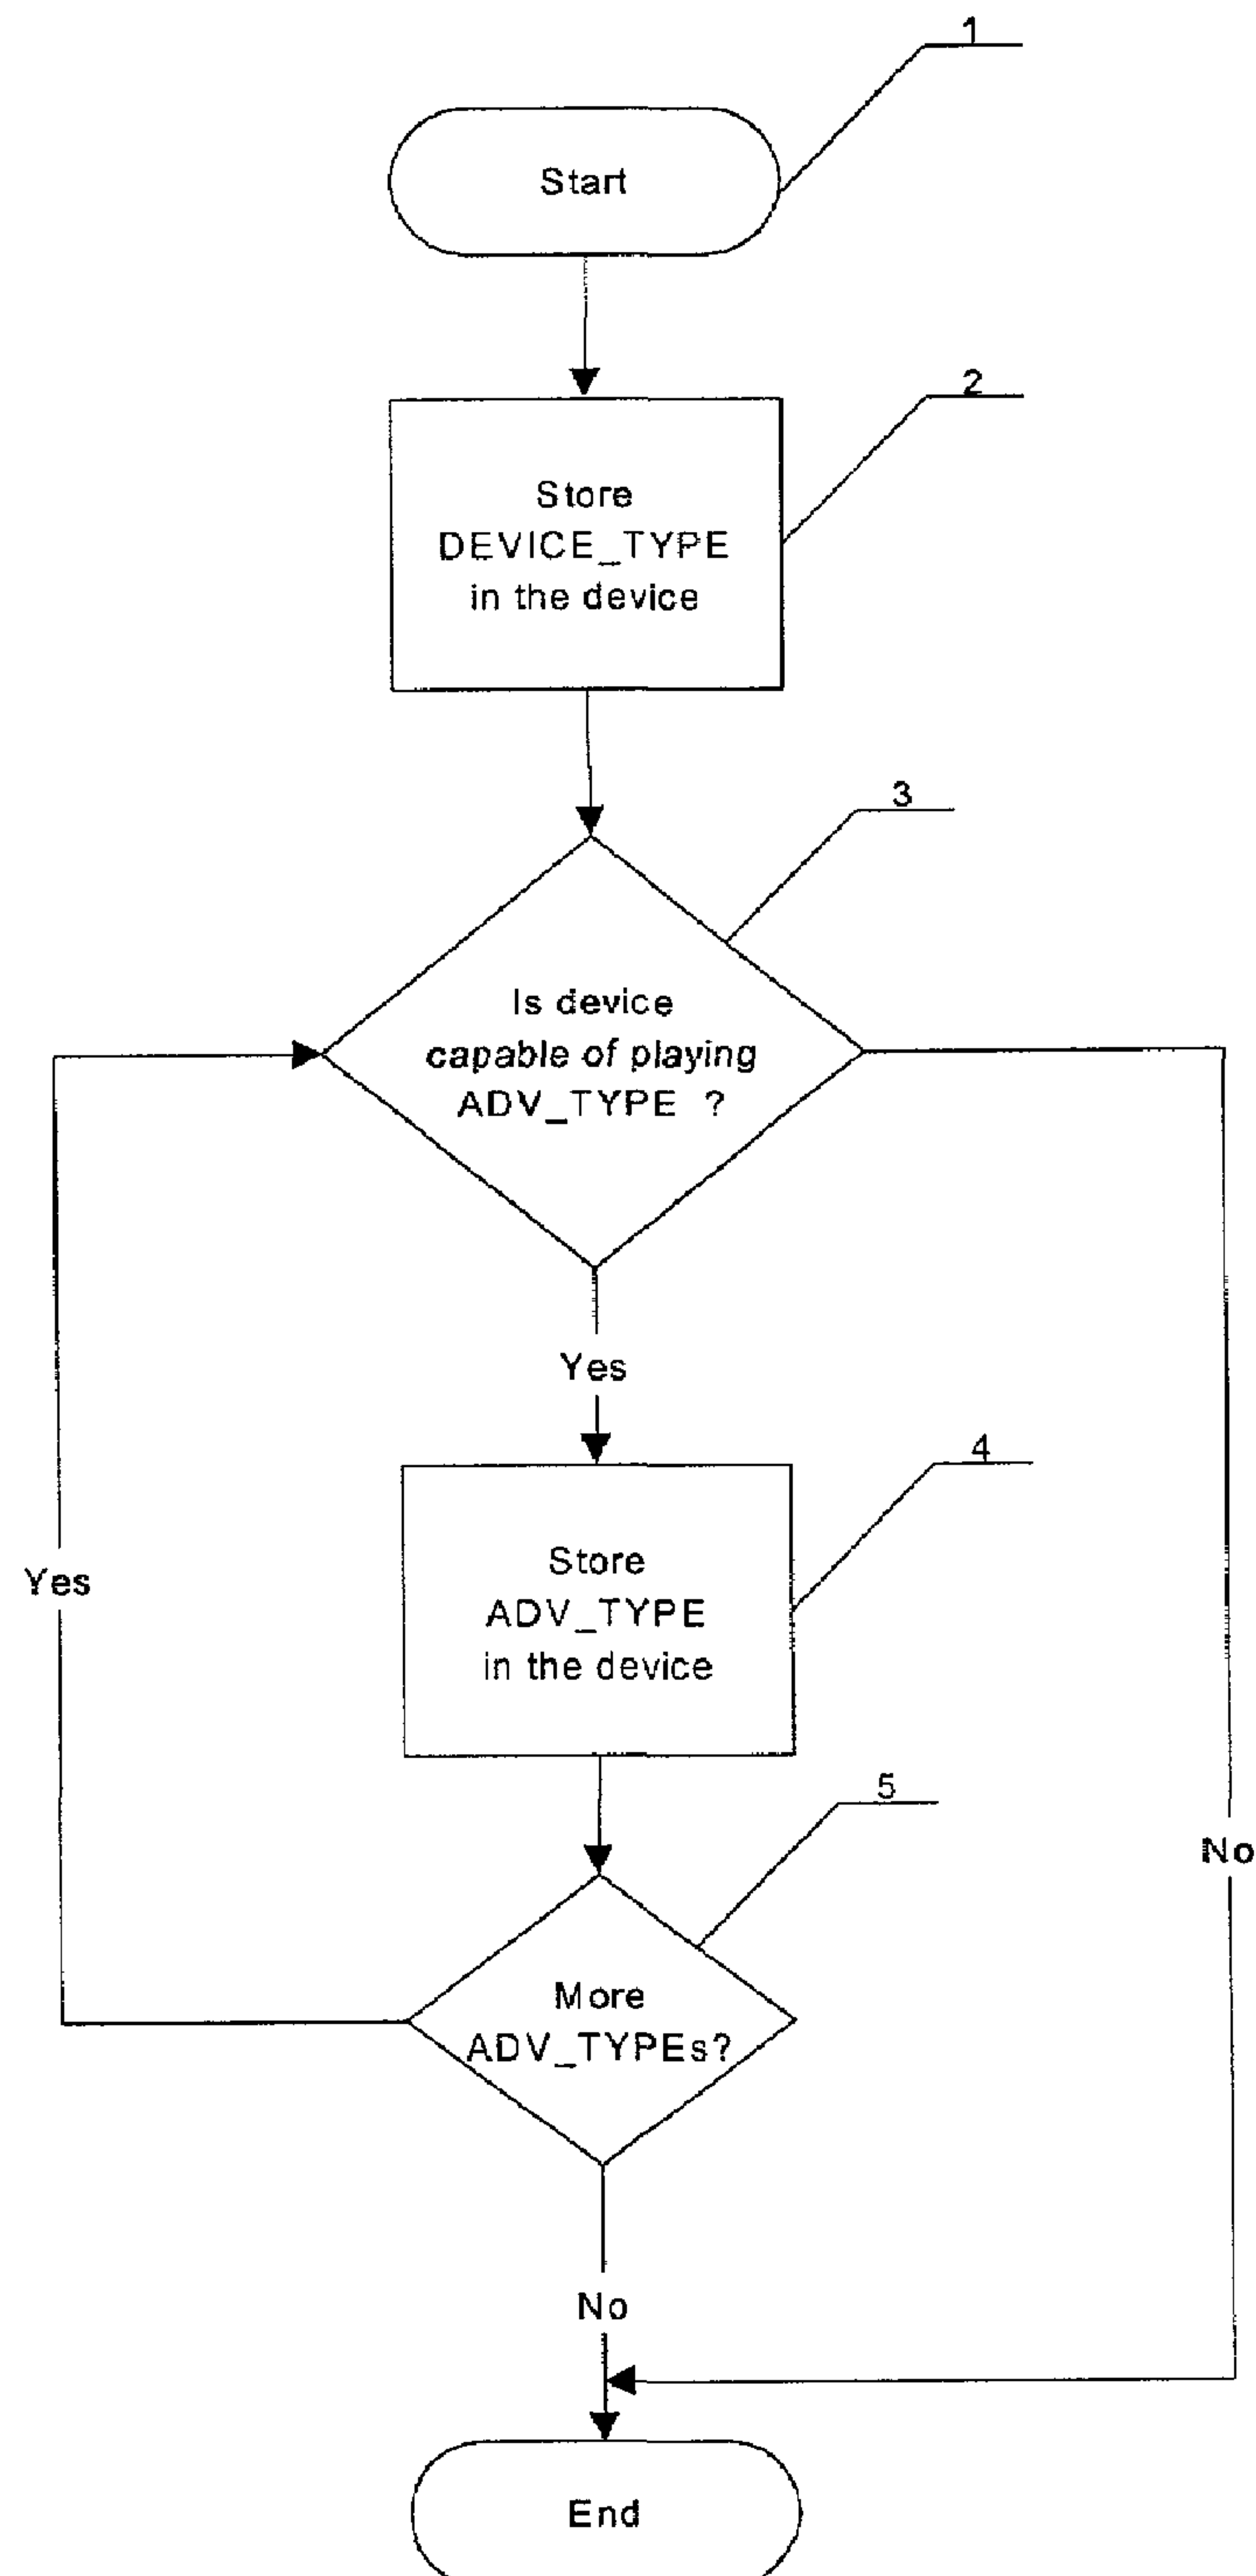 1
Start
2
Store
DEVICE_TYPE
in the device
3
Is device
capable of playing
ADV_TYPE ?
Yes
4
Store
ADV_TYPE
in the device
Yes
5
No
More
ADV_TYPEs?
No
End